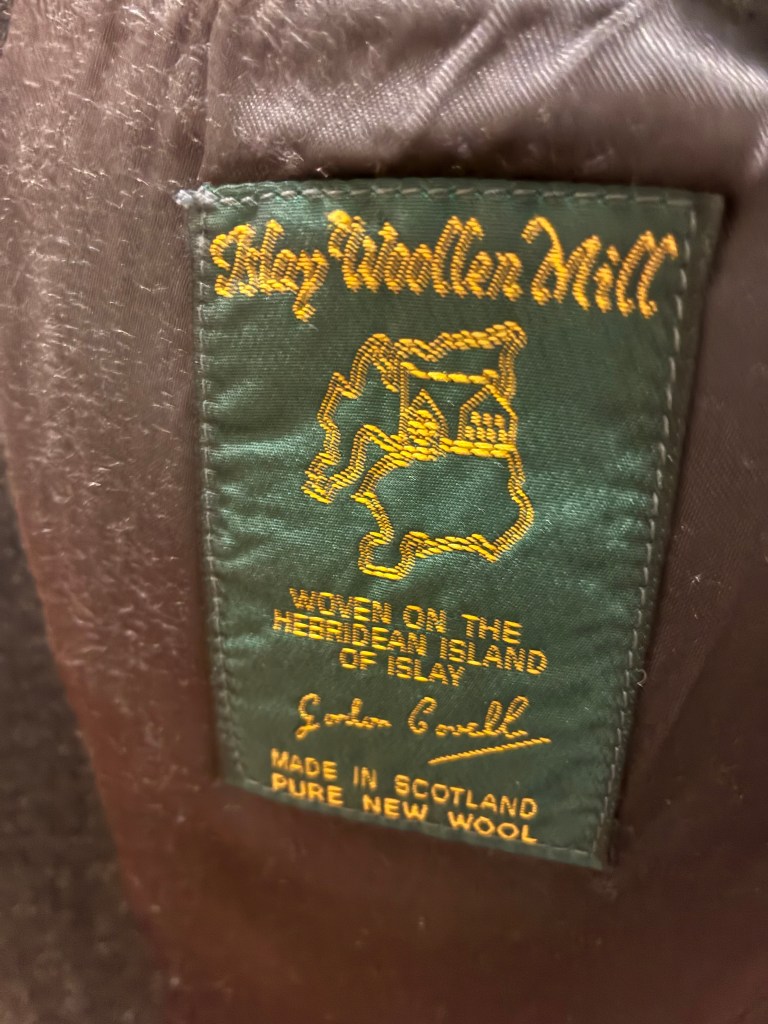 Islay Woollen Mill
WOVEN ON THE
HEBRIDEAN ISLAND
OF ISLAY
Gordon Covell
MADE IN SCOTLAND
PURE NEW WOOL